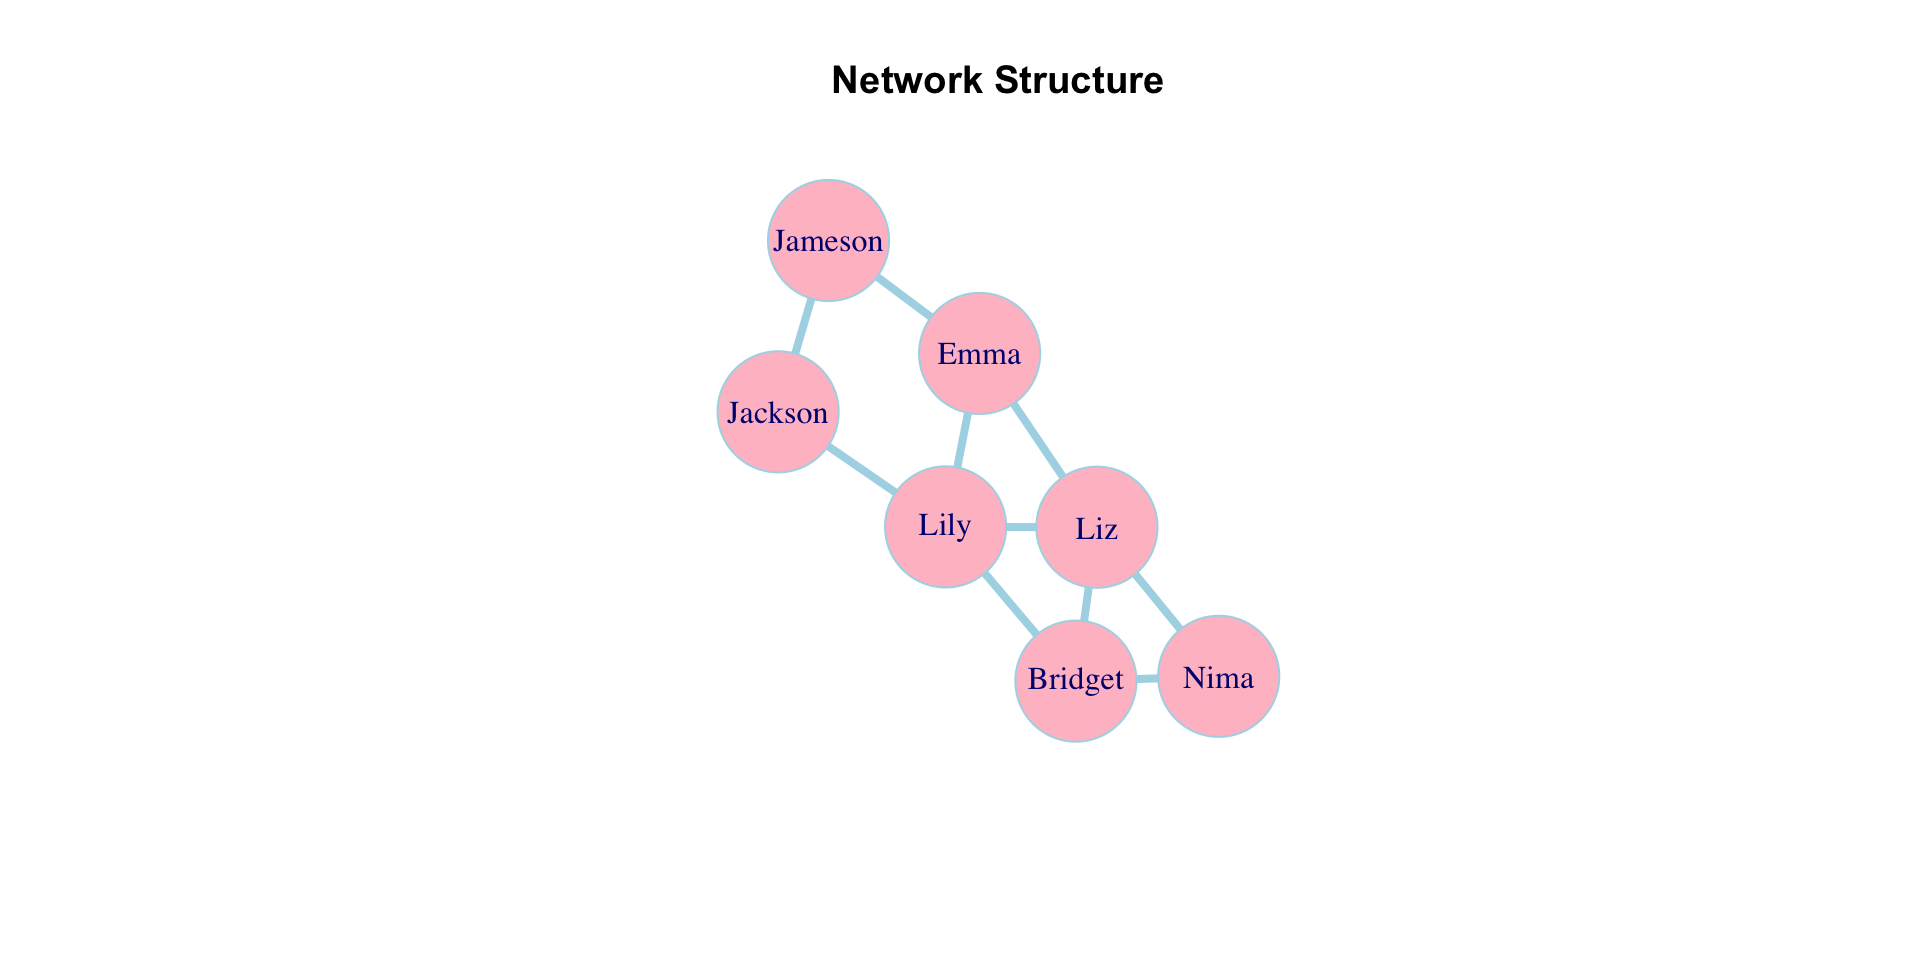 Network Structure
Jameson
Emma
Jackson
Lily
Liz
Bridget
Nima